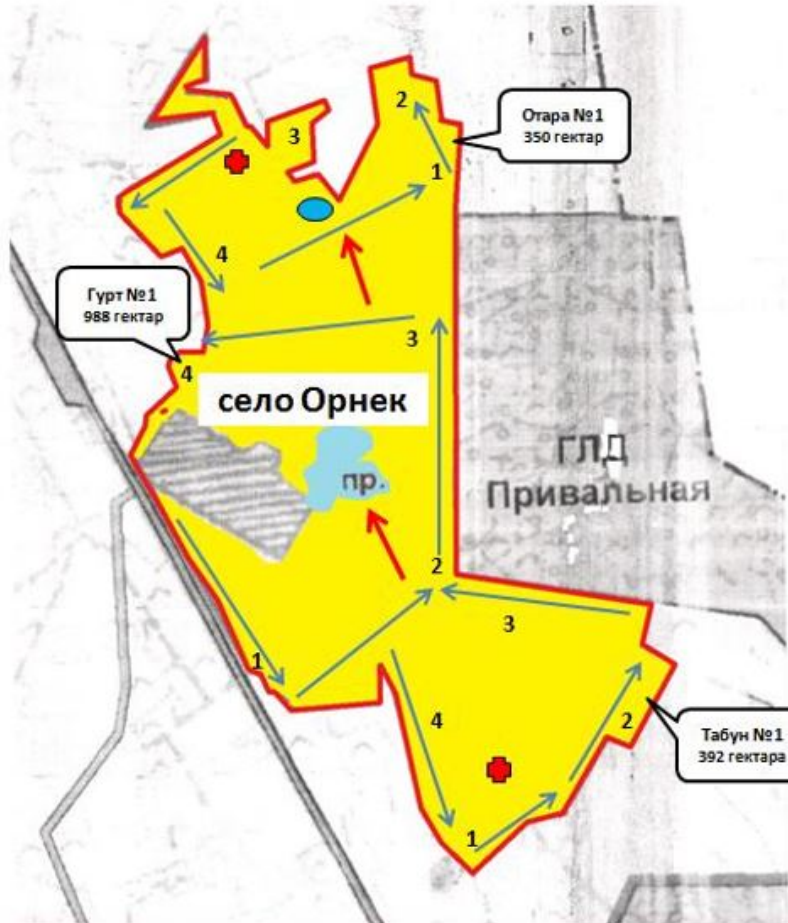 2
Отара №1
350 гектар
3
1
4
Гурт №1
988 гектар
3
4
село Орнек
ГЛД
Привальная
пр.
2
3
1
4
2
Табун №1
392 гектара
1